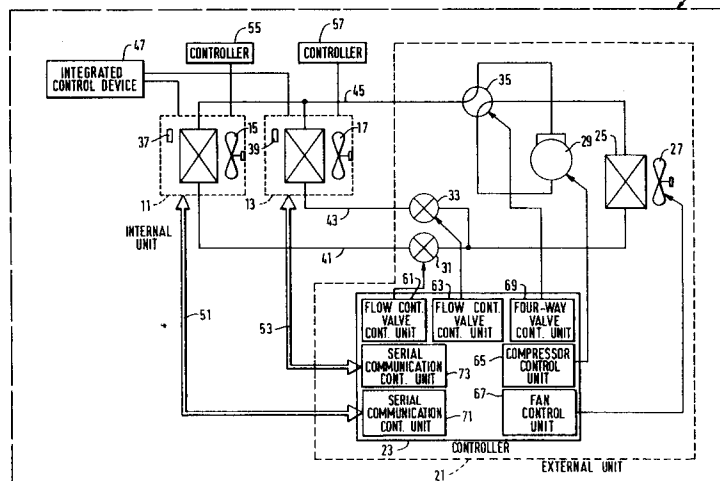 55
57
47
CONTROLLER
CONTROLLER
INTEGRATED
CONTROL DEVICE
45
35
37
15
39
17
29
25
27
11
13
33
INTERNAL
UNIT
43
41
31
51
53
61
63
69
FLOW CONT.
VALVE
CONT. UNIT
FLOW CONT.
VALVE
CONT. UNIT
FOUR-WAY
VALVE
CONT. UNIT
SERIAL
COMMUNICATION
CONT. UNIT
73
65
COMPRESSOR
CONTROL
UNIT
SERIAL
COMMUNICATION
CONT. UNIT
71
67
FAN
CONTROL
UNIT
23
CONTROLLER
21
EXTERNAL UNIT